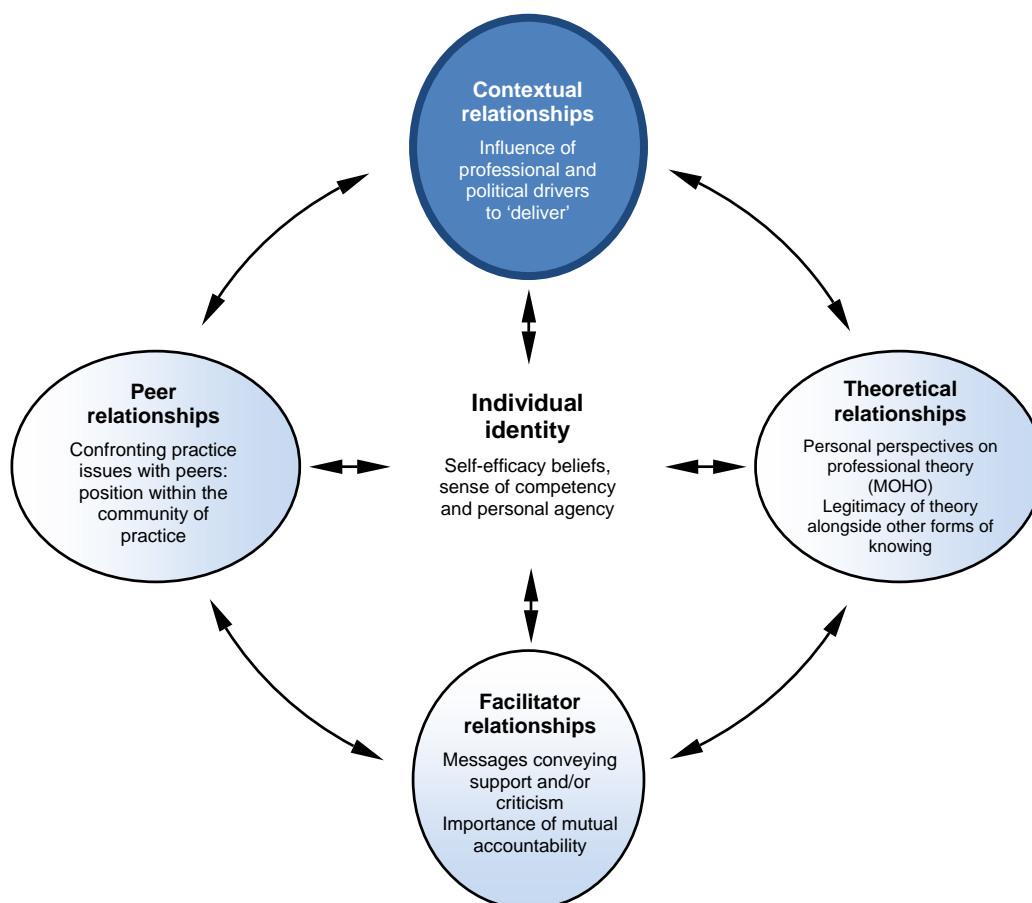 Contextual
relationships
Influence of
professional and
political drivers
to ‘deliver’
Peer
relationships
Confronting practice
issues with peers:
position within the
community of
practice
Individual
identity
Self-efficacy beliefs,
sense of competency
and personal agency
Theoretical
relationships
Personal perspectives on
professional theory
(MOHO)
Legitimacy of theory
alongside other forms of
knowing
Facilitator
relationships
Messages conveying
support and/or
criticism
Importance of mutual
accountability